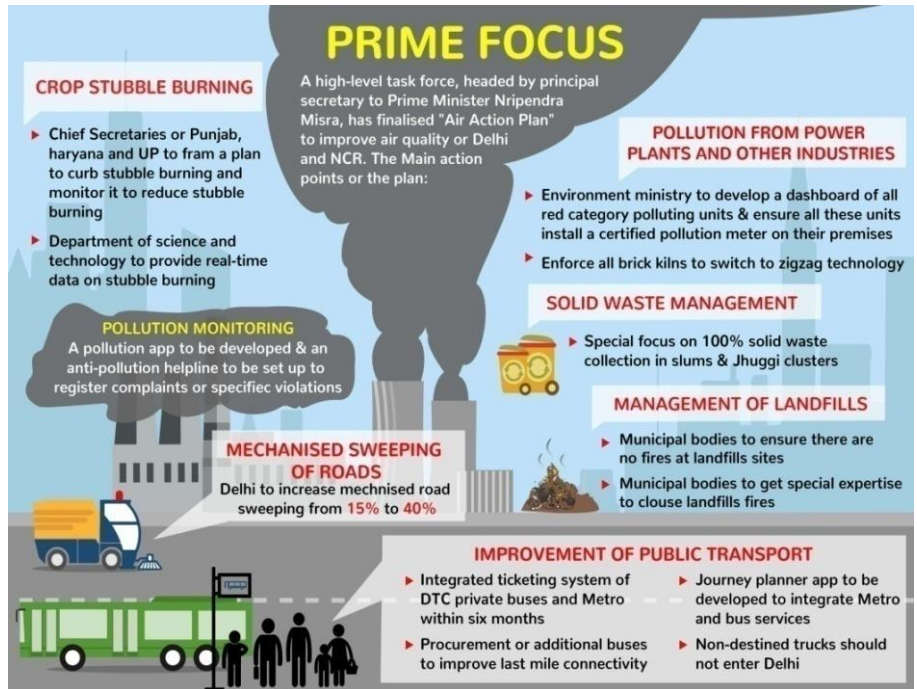 PRIME FOCUS
A high-level task force, headed by principal
secretary to Prime Minister Nripendra
Misra, has finalised "Air Action Plan"
to improve air quality or Delhi
and NCR. The Main action
points or the plan:
CROP STUBBLE BURNING
Chief Secretaries or Punjab,
haryana and UP to fram a plan
to curb stubble burning and
monitor it to reduce stubble
burning
Department of science and
technology to provide real-time
data on stubble burning
POLLUTION FROM POWER
PLANTS AND OTHER INDUSTRIES
Environment ministry to develop a dashboard of all
red category polluting units & ensure all these units
install a certified pollution meter on their premises
Enforce all brick kilns to switch to zigzag technology
POLLUTION MONITORING
A pollution app to be developed & an
anti-pollution helpline to be set up to
register complaints or specifiec violations
SOLID WASTE MANAGEMENT
Special focus on 100% solid waste
collection in slums & Jhuggi clusters
MANAGEMENT OF LANDFILLS
Municipal bodies to ensure there are
no fires at landfills sites
Municipal bodies to get special expertise
to clouse landfills fires
MECHANISED SWEEPING
OF ROADS
Delhi to increase mechnised road
sweeping from 15% to 40%
IMPROVEMENT OF PUBLIC TRANSPORT
Integrated ticketing system of
DTC private buses and Metro
within six months
Procurement or additional buses
to improve last mile connectivity
Journey planner app to be
developed to integrate Metro
and bus services
Non-destined trucks should
not enter Delhi